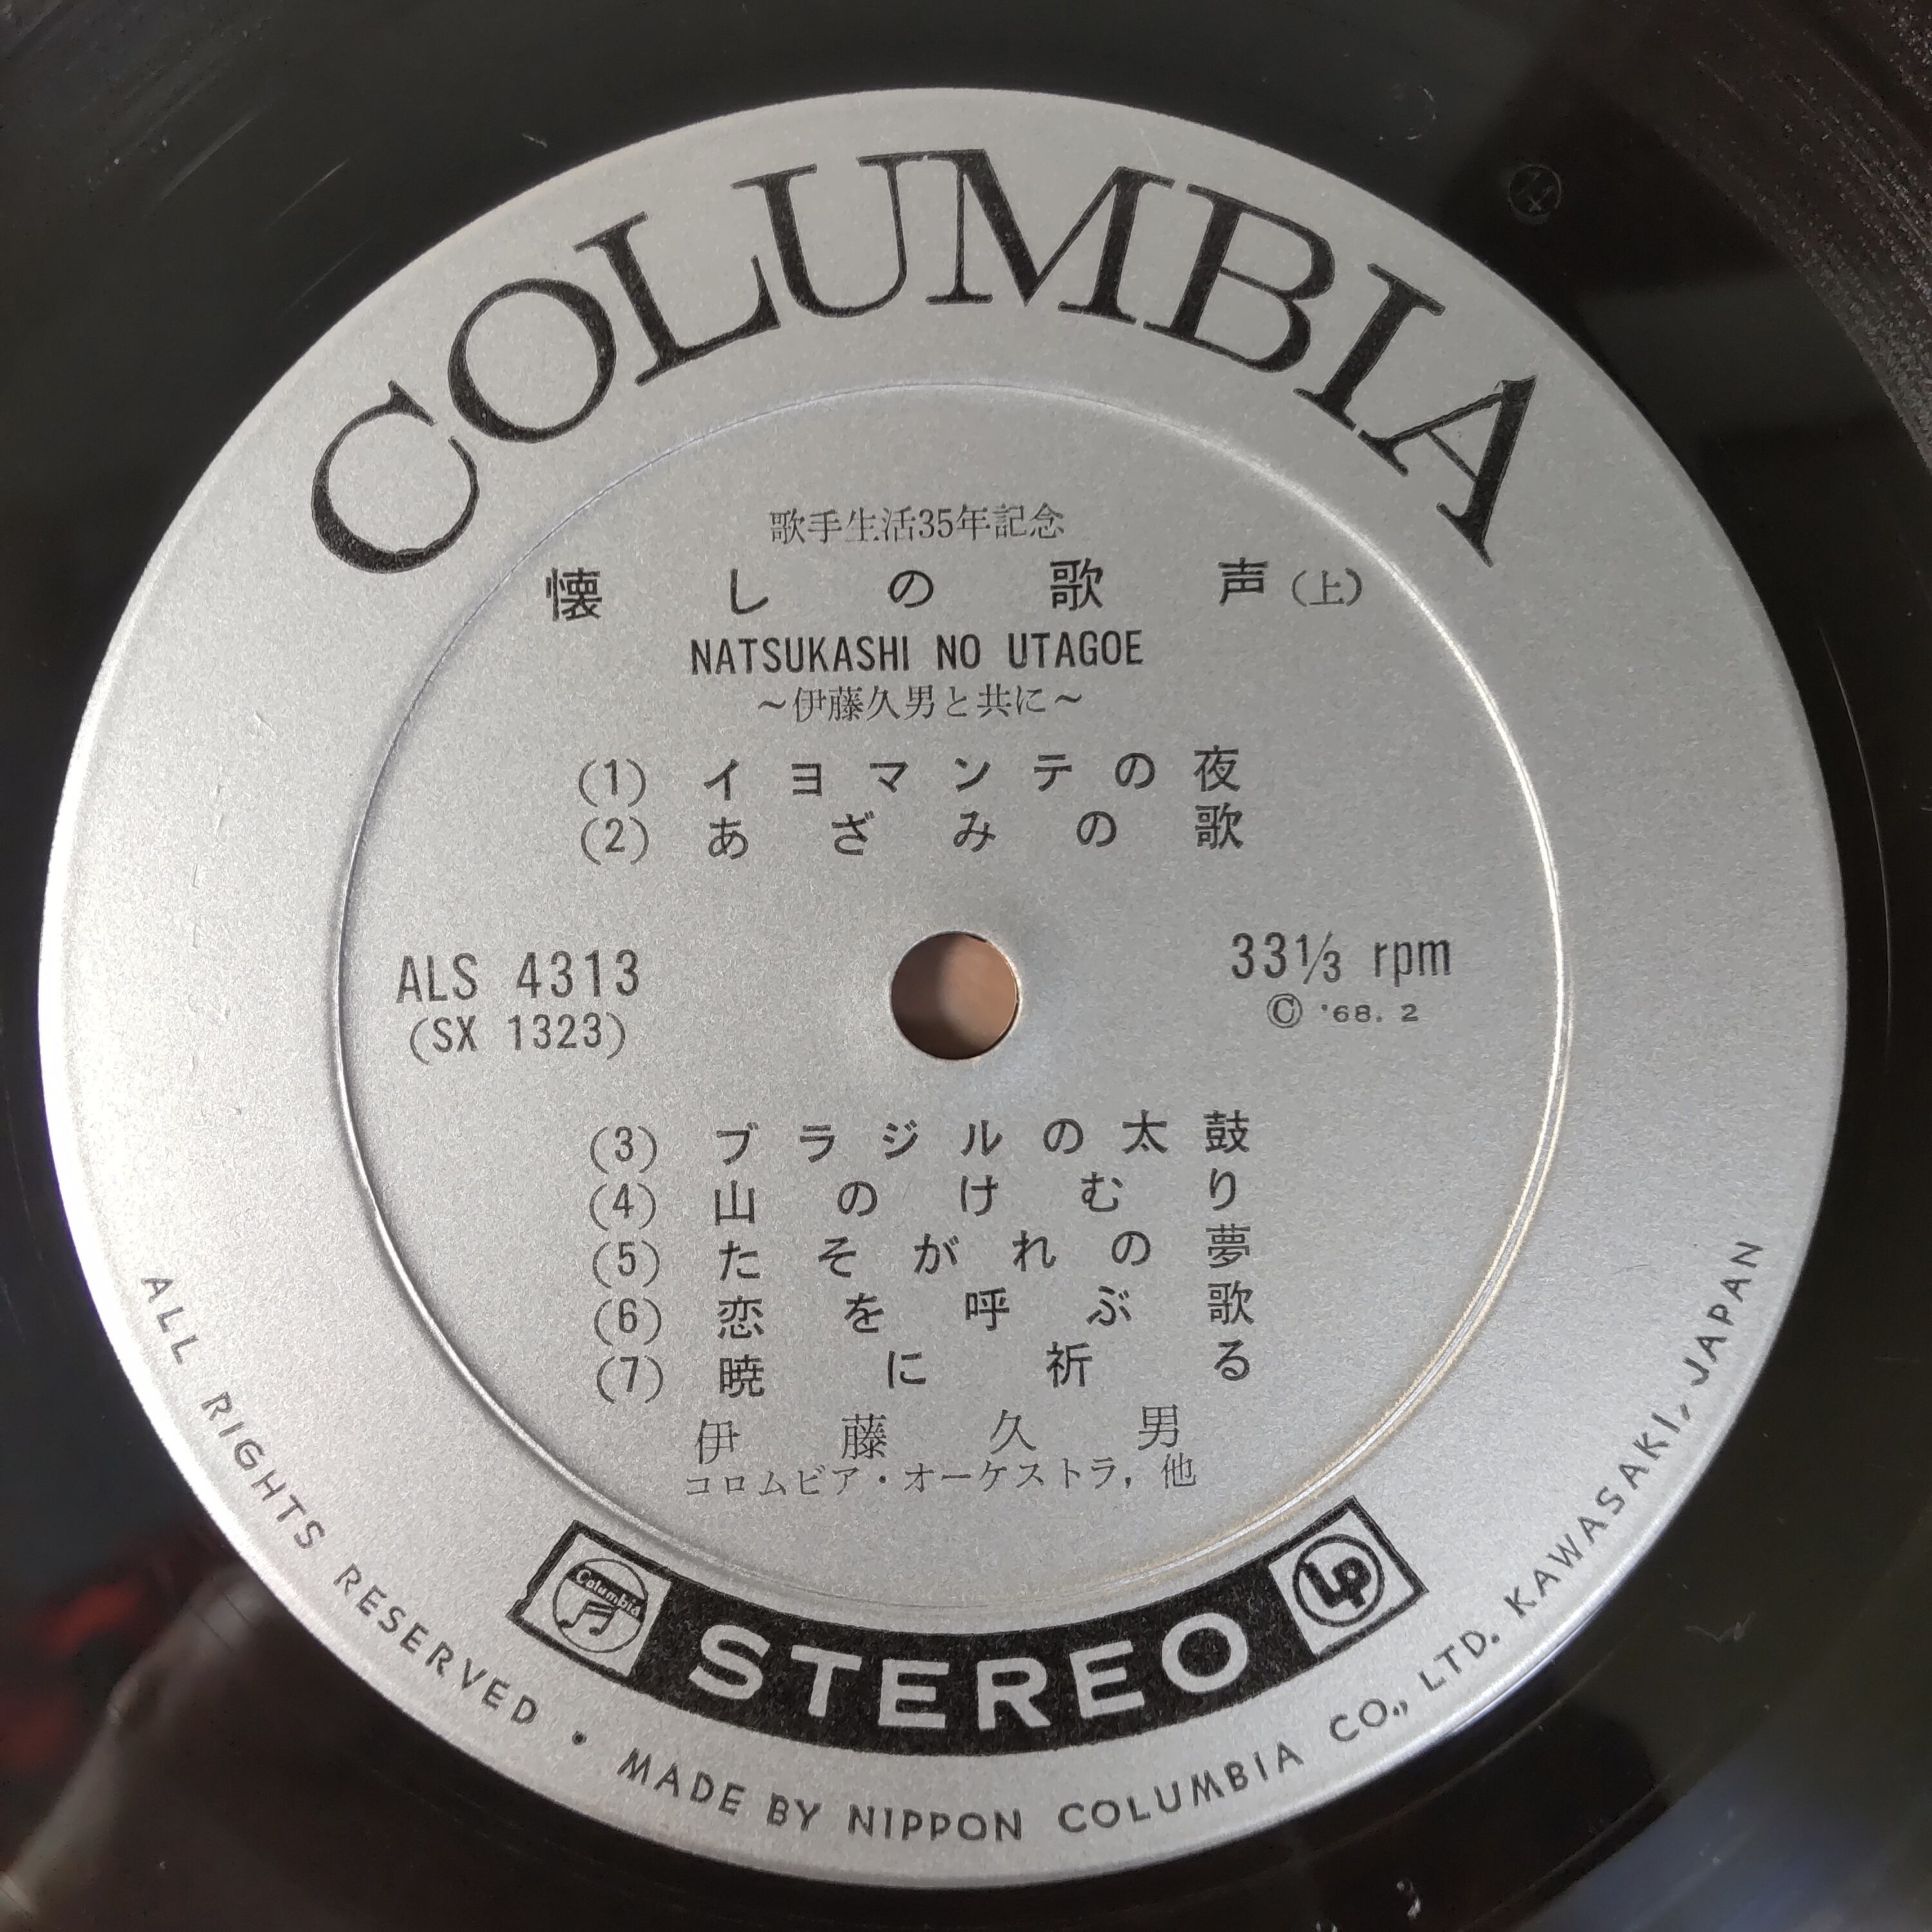 COLUMBIA
歌手生活35年記念
懐しの歌声(上)
NATSUKASHI NO UTAGOE
~伊藤久男と共に~
(1) イヨマンテの夜
(2) あざみの歌
ALS 4313
(SX 1323)
33⅓ rpm
Ⓒ '68. 2
(3) ブラジルの太鼓
(4) 山のけむり
(5) たそがれの夢
(6) 恋を呼ぶ歌
(7) 暁に祈る
伊藤久男
コロムビア・オーケストラ, 他
Columbia
STEREO
LP
ALL RIGHTS RESERVED • MADE BY NIPPON COLUMBIA CO., LTD. KAWASAKI, JAPAN